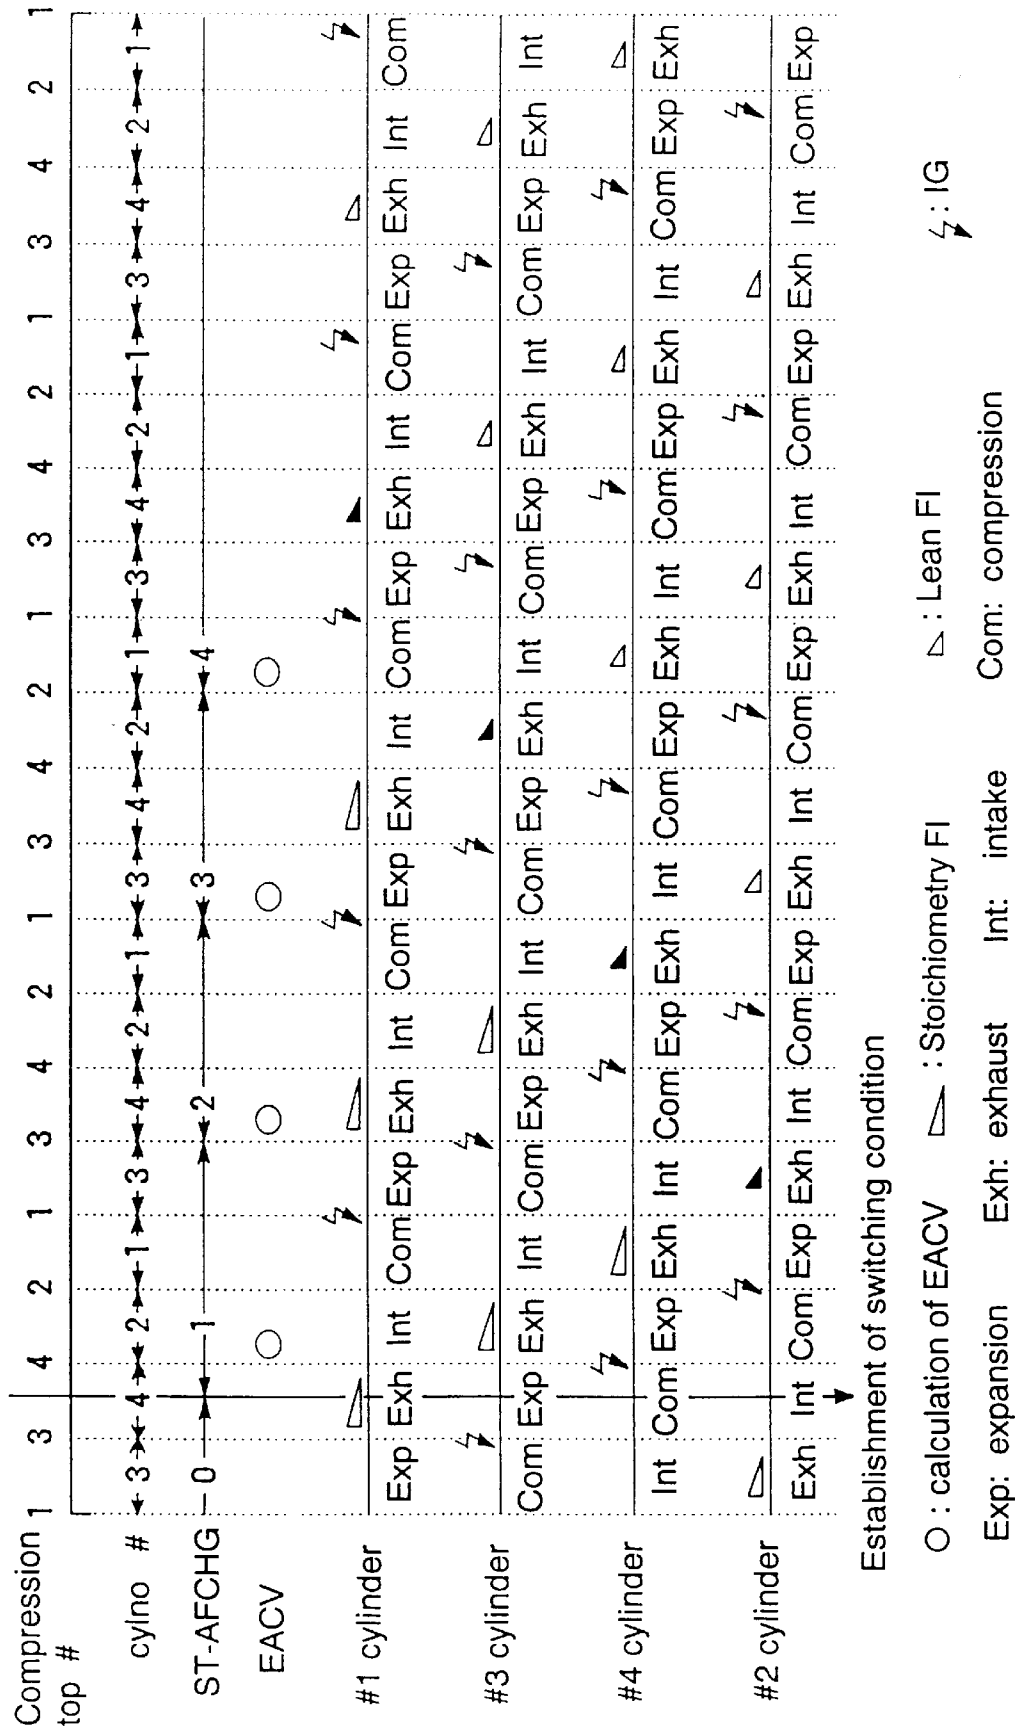 Compression
top # 1 3 4 2 1 3 4 2 1 3 4 2 1 3 4 2 1 3 4 2 1
cylno # 3 4 2 1 3 4 2 1 3 4 2 1 3 4 2 1 3 4 2 1
ST-AFCHG 0 1 2 3 4
EACV
#1 cylinder Exp Exh Int Com Exp Exh Int Com Exp Exh Int Com Exp Exh Int Com Exp Exh Int Com
#3 cylinder Com Exp Exh Int Com Exp Exh Int Com Exp Exh Int Com Exp Exh Int Com Exp Exh Int
#4 cylinder Int Com Exp Exh Int Com Exp Exh Int Com Exp Exh Int Com Exp Exh Int Com Exp Exh
#2 cylinder Exh Int Com Exp Exh Int Com Exp Exh Int Com Exp Exh Int Com Exp Exh Int Com Exp
Establishment of switching condition
: calculation of EACV : Stoichiometry FI : Lean FI : IG
Exp: expansion Exh: exhaust Int: intake Com: compression